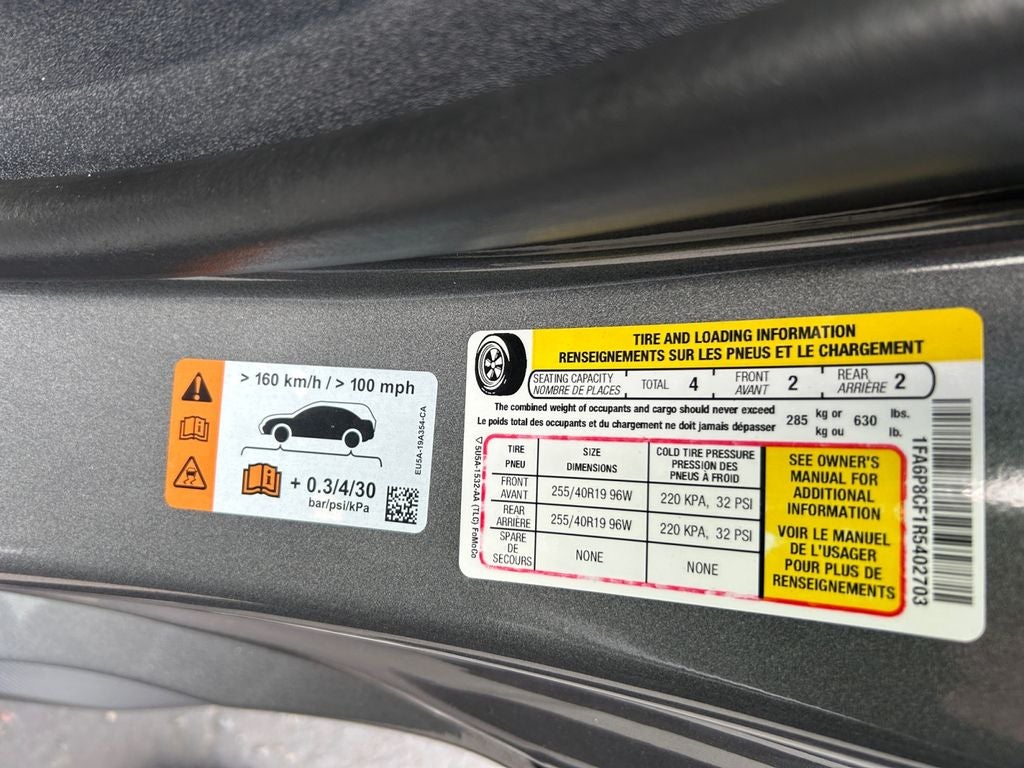 > 160 km/h / > 100 mph
+ 0.3/4/30
bar/psi/kPa
EU5A-19A354-CA
TIRE AND LOADING INFORMATION
RENSEIGNEMENTS SUR LES PNEUS ET LE CHARGEMENT
SEATING CAPACITY
NOMBRE DE PLACES
TOTAL 4
FRONT
AVANT
2
REAR
ARRIÈRE
2
The combined weight of occupants and cargo should never exceed
Le poids total des occupants et du chargement ne doit jamais dépasser
285
kg or
kg ou
630
lbs.
lb.
5U5A-1532-AA (TLC) FoMoCo
TIRE
PNEU
SIZE
DIMENSIONS
COLD TIRE PRESSURE
PRESSION DES
PNEUS À FROID
FRONT
AVANT
255/40R19 96W
220 KPA, 32 PSI
REAR
ARRIÈRE
255/40R19 96W
220 KPA, 32 PSI
SPARE
DE
SECOURS
NONE
NONE
SEE OWNER'S
MANUAL FOR
ADDITIONAL
INFORMATION
VOIR LE MANUEL
DE L'USAGER
POUR PLUS DE
RENSEIGNEMENTS
1FA6P8CF1R5402703